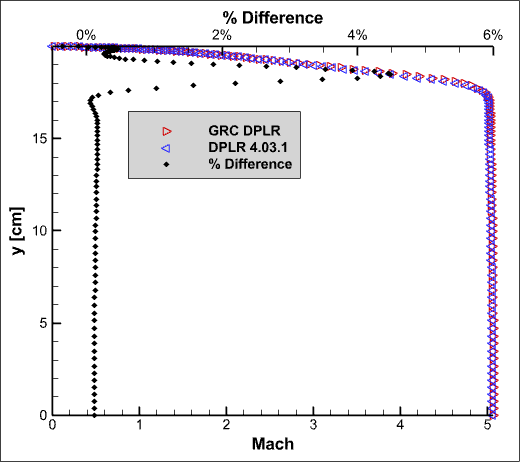 % Difference
0% 2% 4% 6%
GRC DPLR
DPLR 4.03.1
% Difference
15
10
5
0
y [cm]
0 1 2 3 4 5
Mach